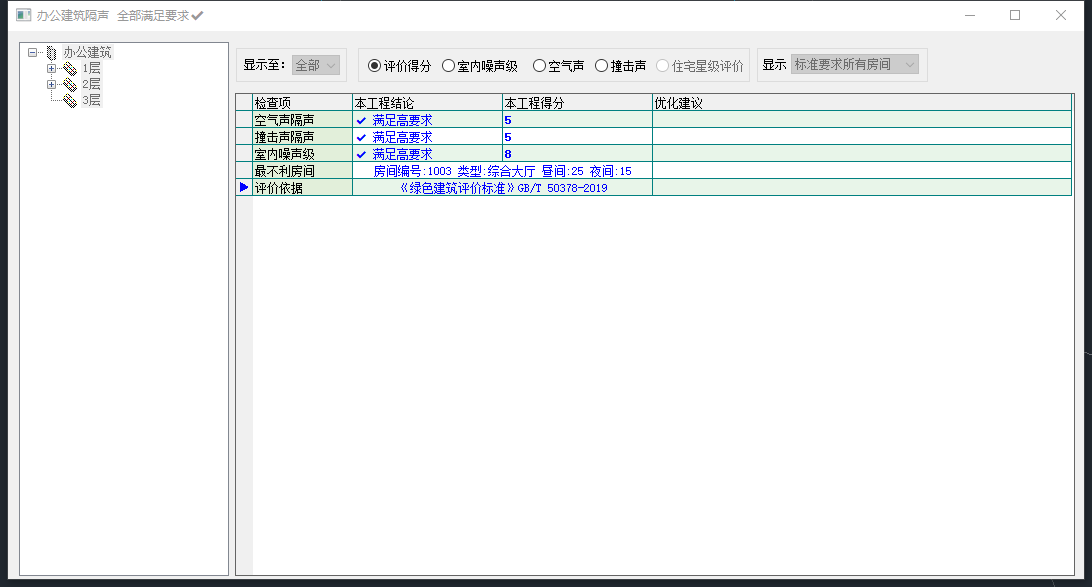 办公建筑隔声 全部满足要求✔
办公建筑
1层
2层
3层
显示至： 全部
评价得分 室内噪声级 空气声 撞击声 住宅星级评价
显示 标准要求所有房间
检查项 本工程结论 本工程得分 优化建议
空气声隔声 ✔ 满足高要求 5
撞击声隔声 ✔ 满足高要求 5
室内噪声级 ✔ 满足高要求 8
最不利房间 房间编号:1003 类型:综合大厅 昼间:25 夜间:15
评价依据 《绿色建筑评价标准》GB/T 50378-2019